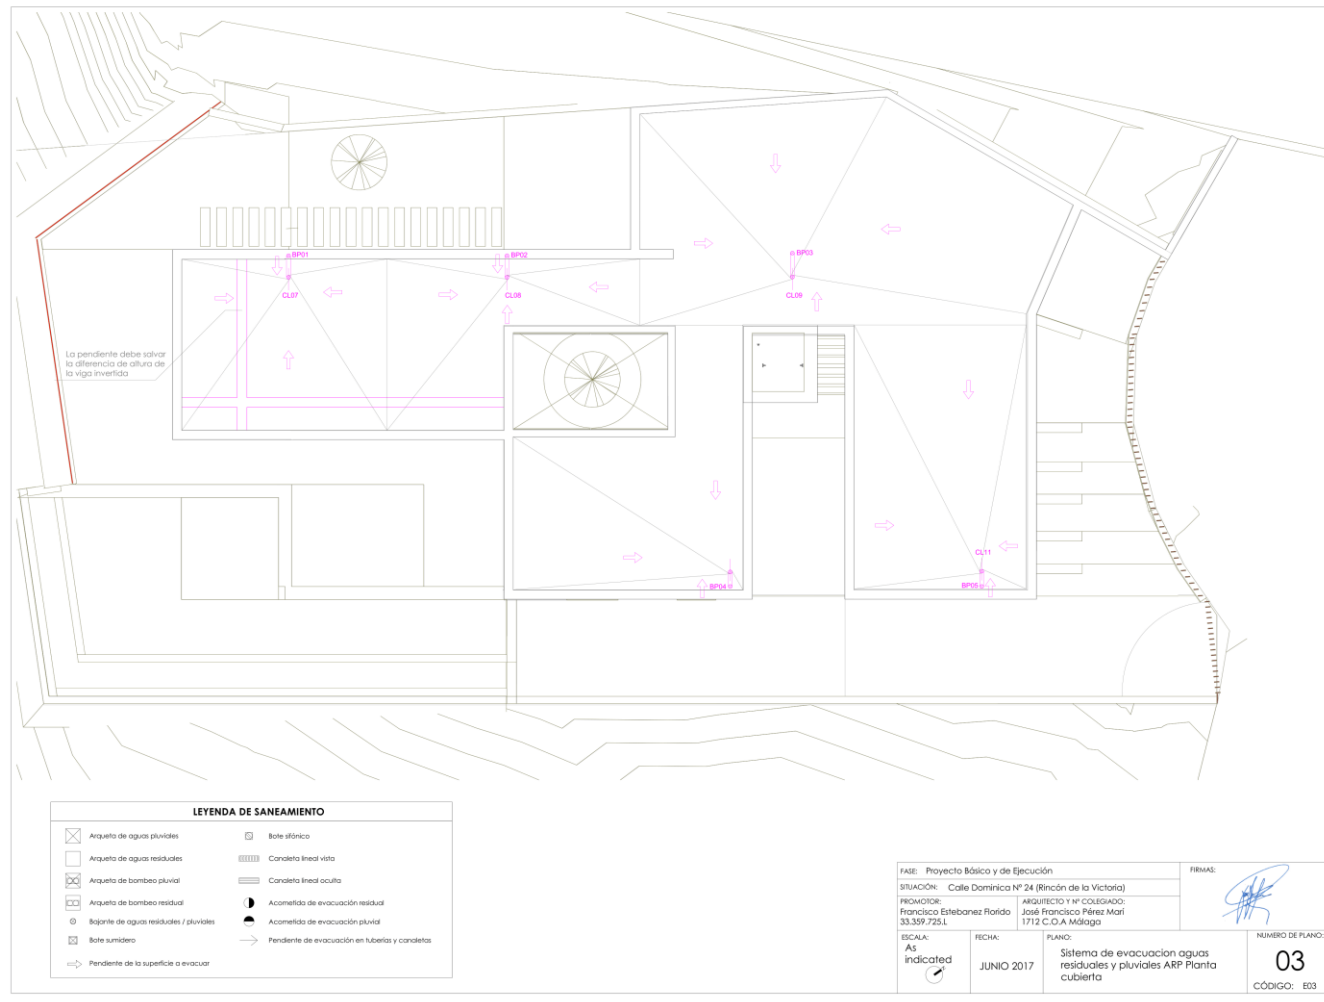 BP01
BP02
BP03
CL07
CL08
CL09
La pendiente debe salvar
la diferencia de altura de
la viga invertida
CL11
BP04
BP05
LEYENDA DE SANEAMIENTO
Arqueta de aguas pluviales
Bote sifónico
Arqueta de aguas residuales
Canaleta lineal vista
Arqueta de bombeo pluvial
Canaleta lineal oculta
Arqueta de bombeo residual
Acometida de evacuación residual
Bajante de aguas residuales / pluviales
Acometida de evacuación pluvial
Bote sumidero
Pendiente de evacuación en tuberías y canaletas
Pendiente de la superficie a evacuar
FASE: Proyecto Básico y de Ejecución
FIRMAS:
SITUACIÓN: Calle Dominica Nº 24 (Rincón de la Victoria)
PROMOTOR:
Francisco Estebanez Florido
33.359.725.L
ARQUITECTO Y Nº COLEGIADO:
José Francisco Pérez Marí
1712 C.O.A Málaga
ESCALA:
As
indicated
FECHA:
JUNIO 2017
PLANO:
Sistema de evacuacion aguas
residuales y pluviales ARP Planta
cubierta
NUMERO DE PLANO:
03
CÓDIGO: E03